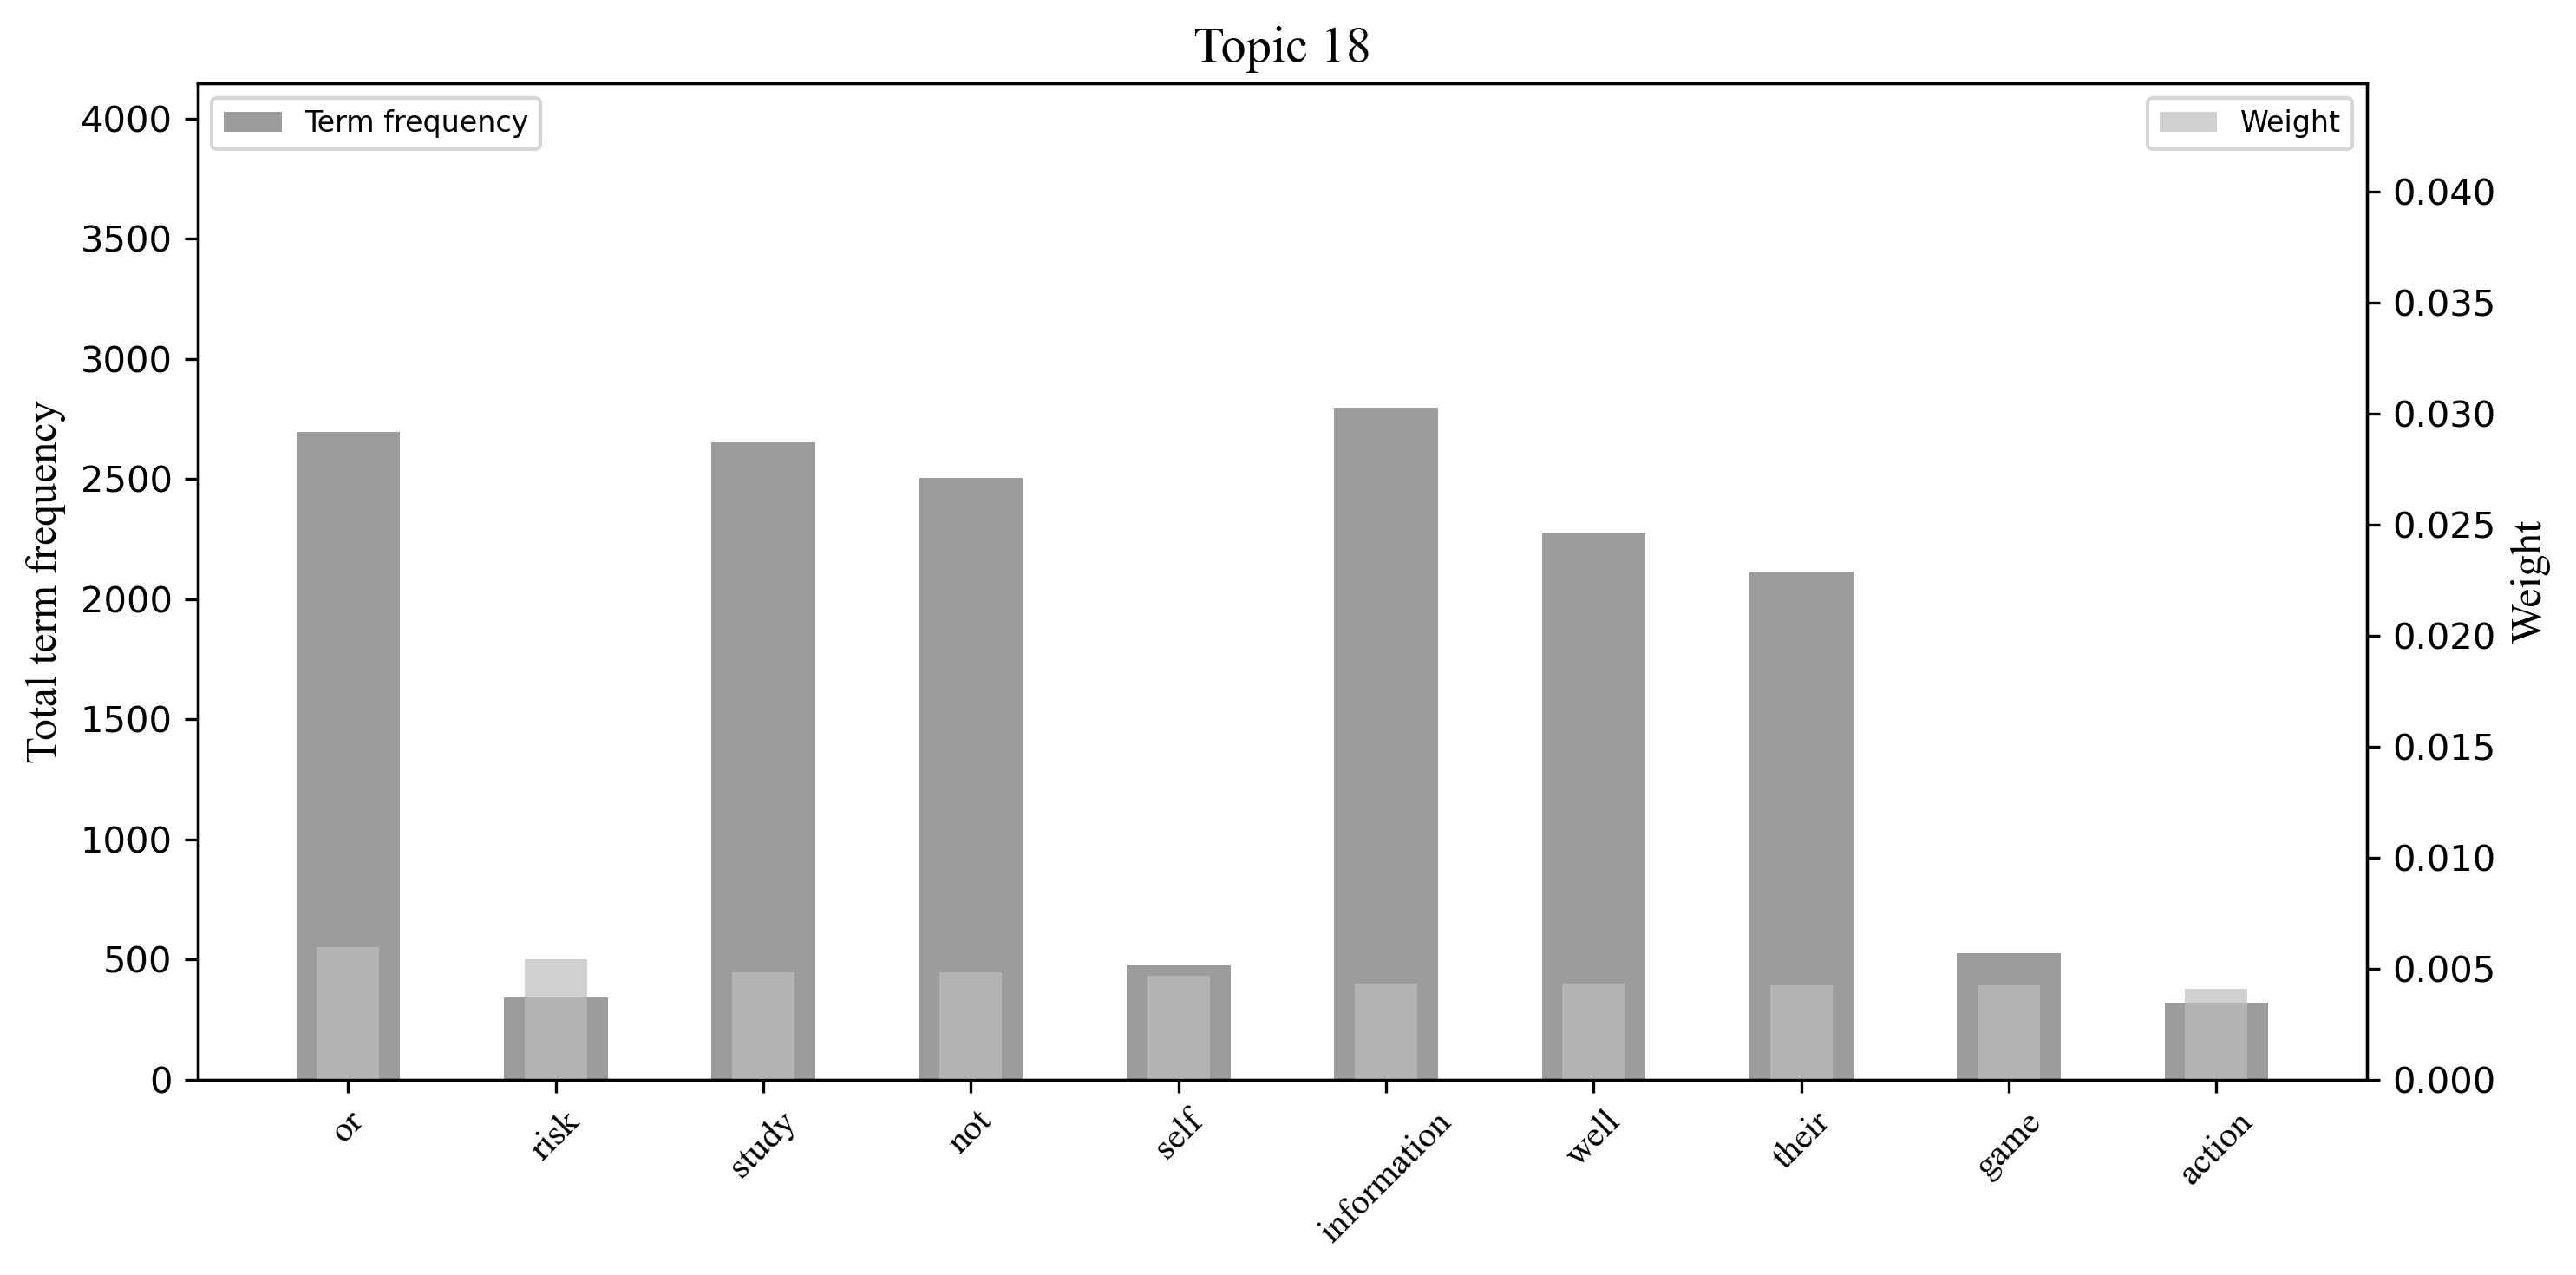 Topic 18
Term frequency
Weight
4000
3500
3000
2500
2000
1500
1000
500
0
Total term frequency
0.040
0.035
0.030
0.025
0.020
0.015
0.010
0.005
0.000
Weight
or
risk
study
not
self
information
well
their
game
action